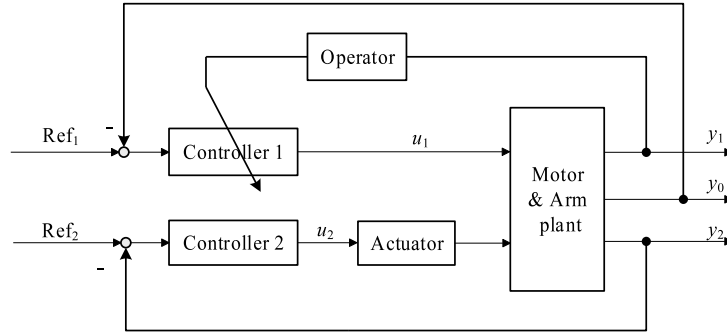 Operator
-
Ref₁
Controller 1
u₁
y₁
Motor
& Arm
plant
y₀
Ref₂
Controller 2
u₂
Actuator
y₂
-